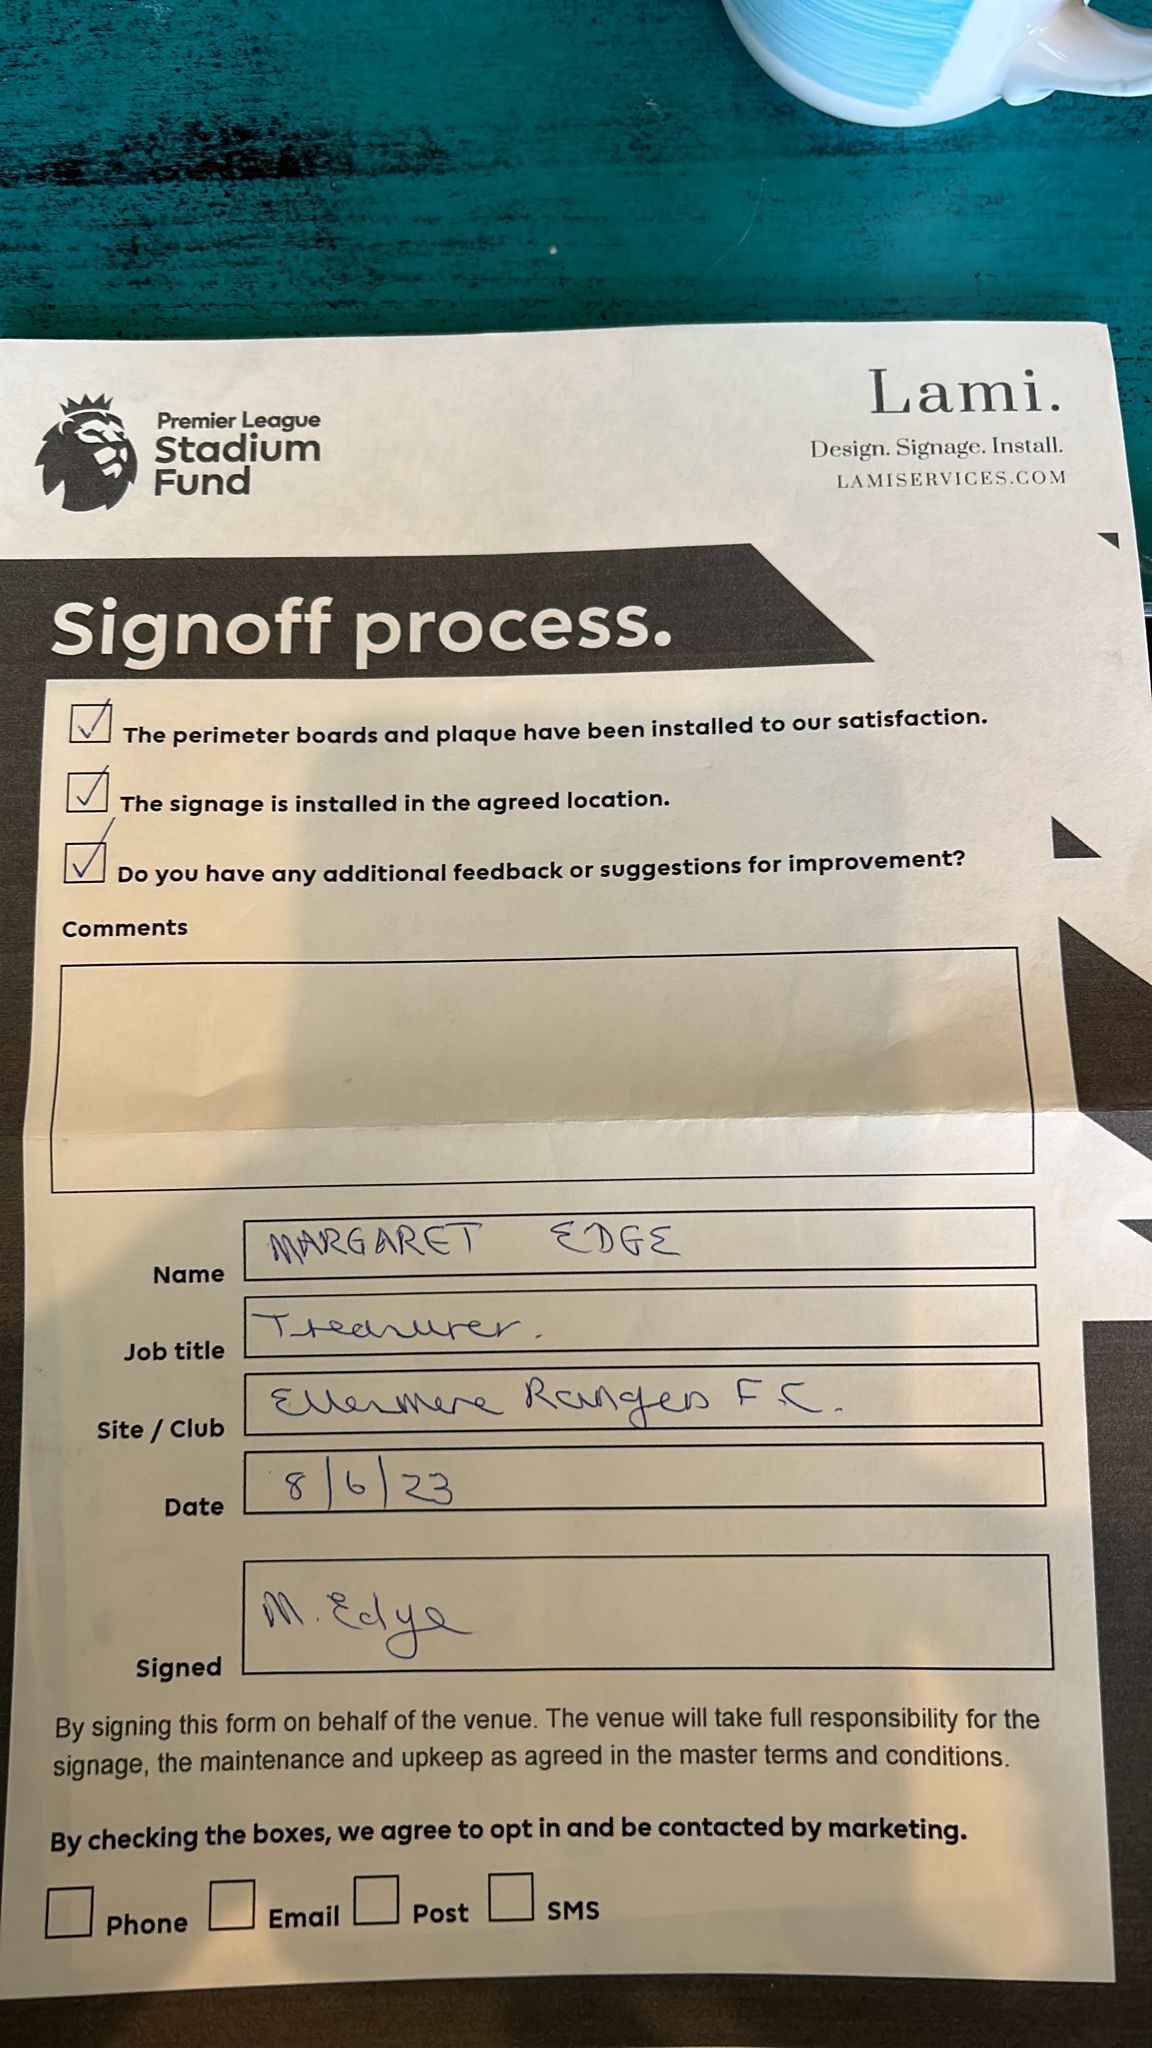 Premier League
Stadium
Fund
Lami.
Design. Signage. Install.
LAMISERVICES.COM
Signoff process.
The perimeter boards and plaque have been installed to our satisfaction.
The signage is installed in the agreed location.
Do you have any additional feedback or suggestions for improvement?
Comments
Name MARGARET EDGE
Job title Treasurer.
Site / Club Ellesmere Rangers F.C.
Date 8/6/23
Signed M. Edge
By signing this form on behalf of the venue. The venue will take full responsibility for the
signage, the maintenance and upkeep as agreed in the master terms and conditions.
By checking the boxes, we agree to opt in and be contacted by marketing.
Phone Email Post SMS